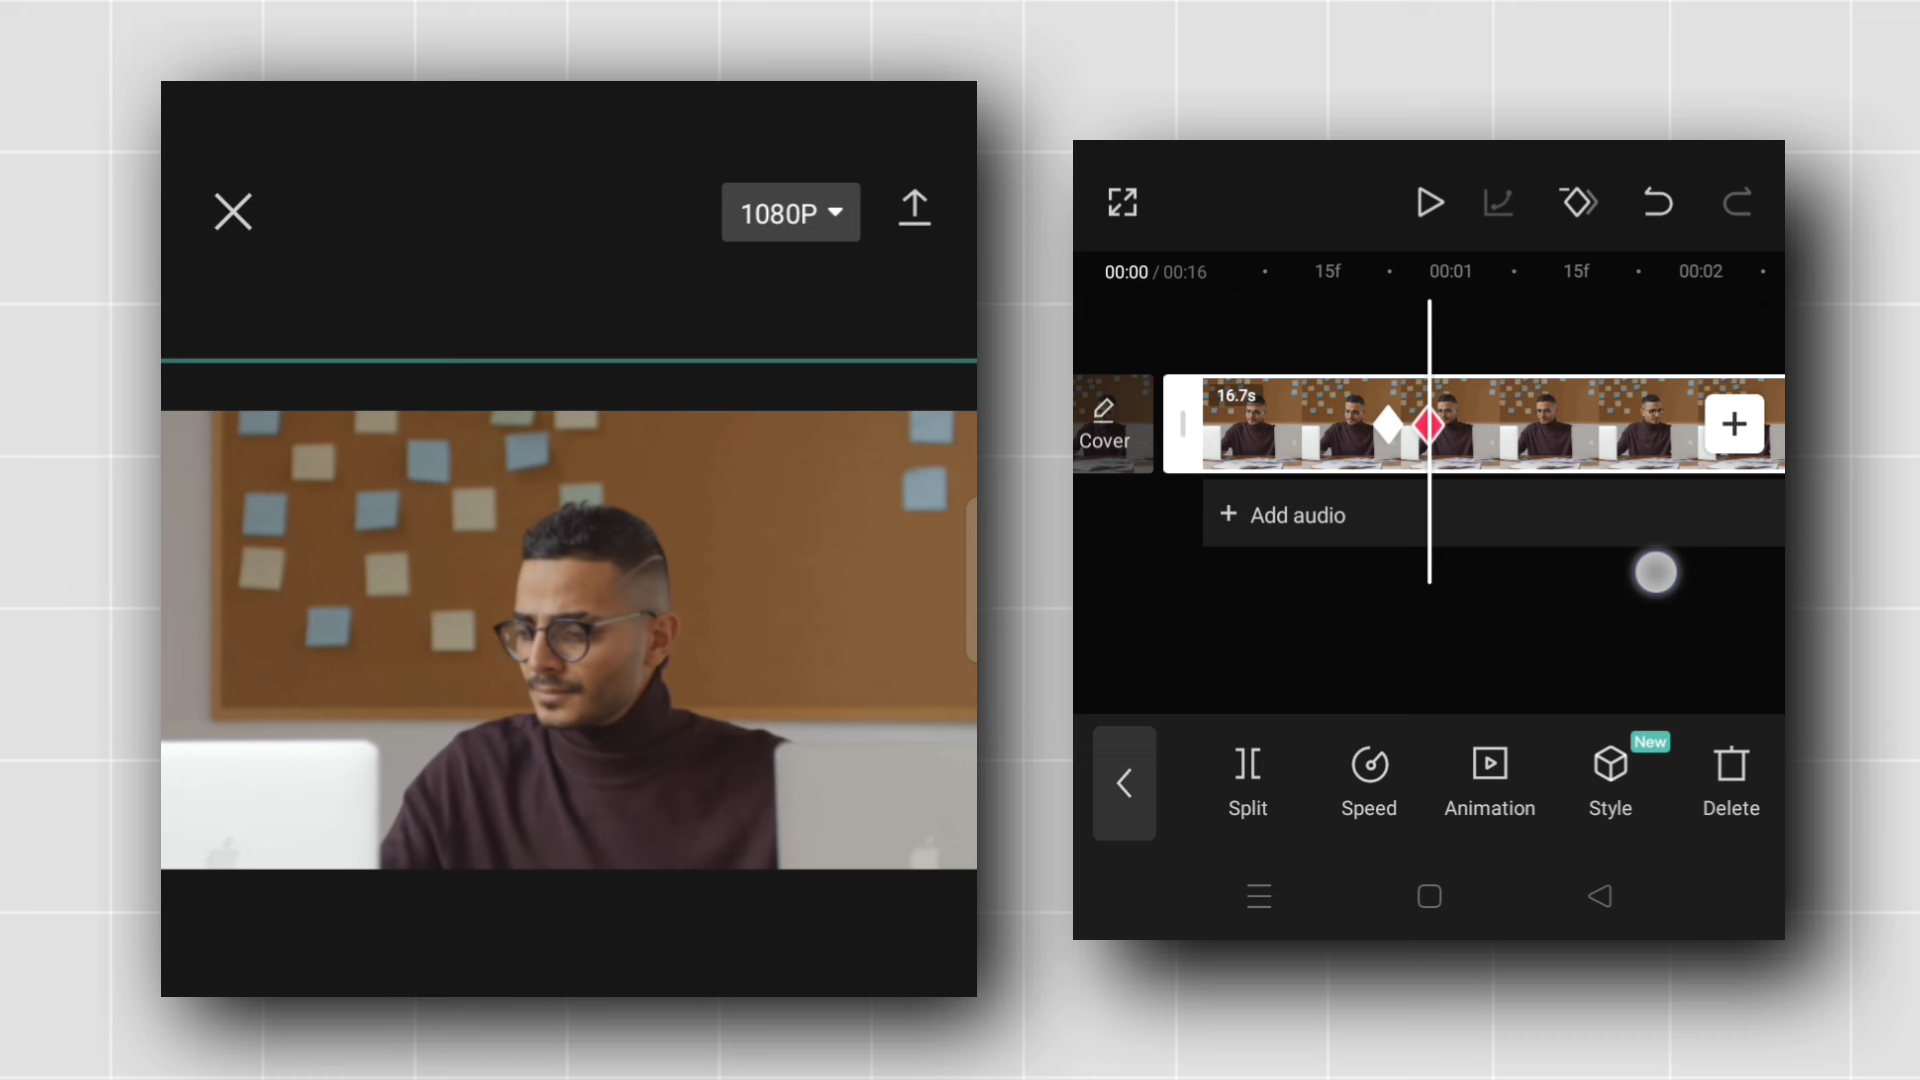 1080P
00:00 / 00:16
15f
00:01
15f
00:02
16.7s
Cover
+ Add audio
New
Split
Speed
Animation
Style
Delete